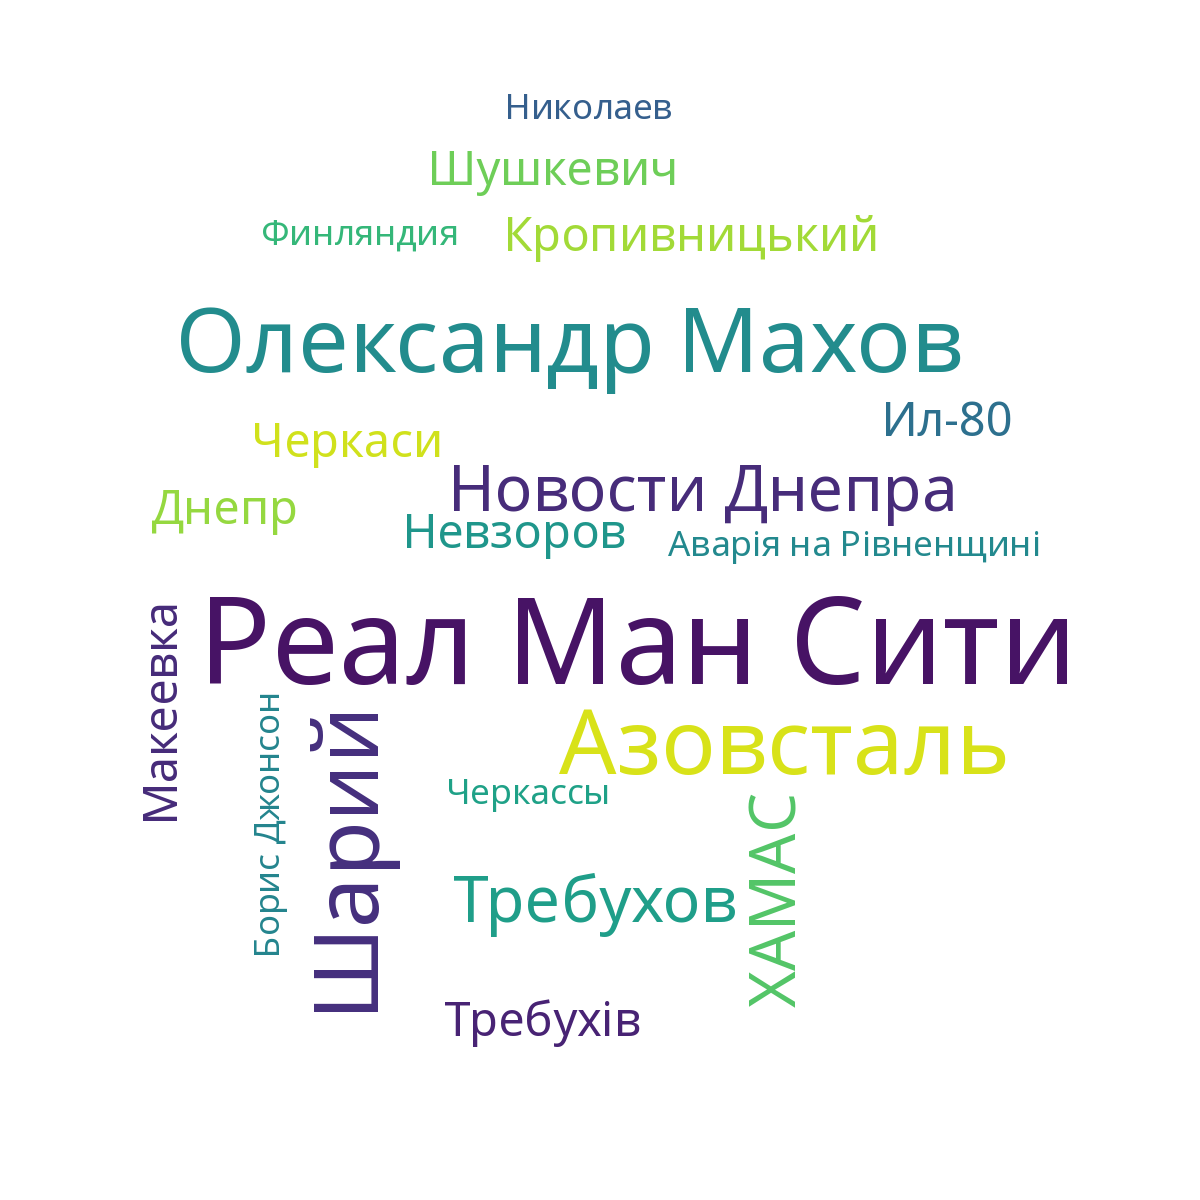 Николаев
Шушкевич
Финляндия
Кропивницький
Олександр Махов
Ил-80
Черкаси
Новости Днепра
Днепр
Невзоров
Аварія на Рівненщині
Реал Ман Сити
Макеевка
Борис Джонсон
Шарий
Азовсталь
Черкассы
ХАМАС
Требухов
Требухів